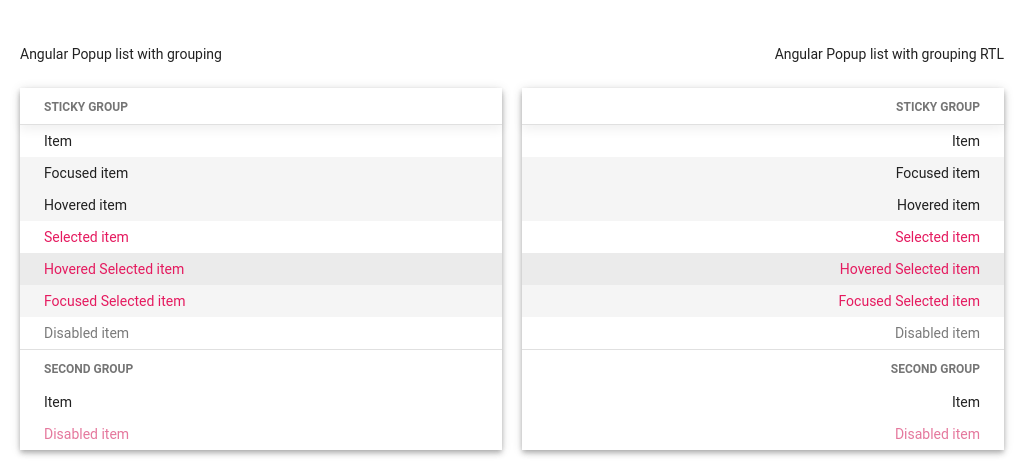 Angular Popup list with grouping
STICKY GROUP
Item
Focused item
Hovered item
Selected item
Hovered Selected item
Focused Selected item
Disabled item
SECOND GROUP
Item
Disabled item
Angular Popup list with grouping RTL
STICKY GROUP
Item
Focused item
Hovered item
Selected item
Hovered Selected item
Focused Selected item
Disabled item
SECOND GROUP
Item
Disabled item